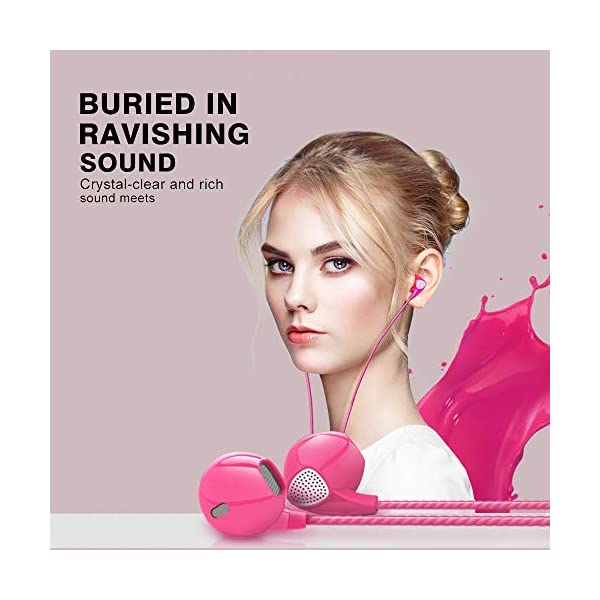 BURIED IN
RAVISHING
SOUND
Crystal-clear and rich
sound meets